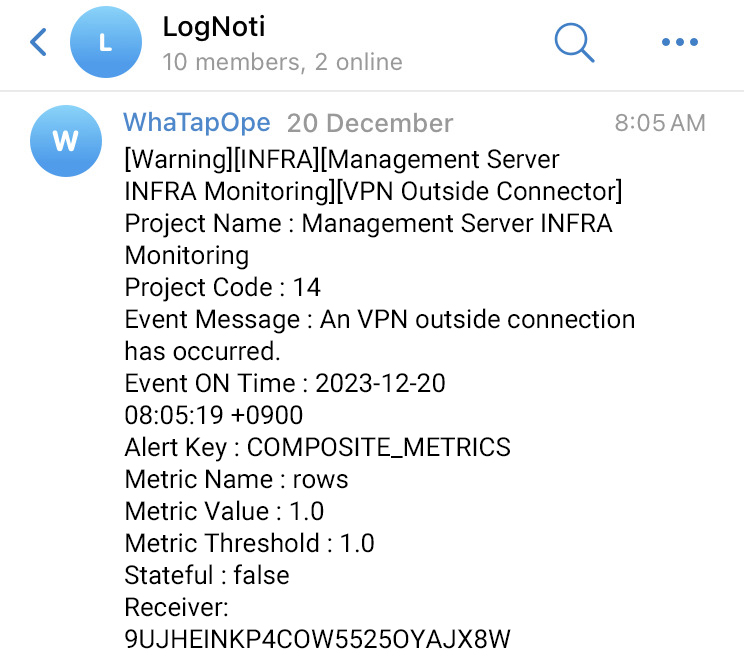 L
LogNoti
10 members, 2 online
W
WhaTapOpe 20 December 8:05 AM
[Warning][INFRA][Management Server
INFRA Monitoring][VPN Outside Connector]
Project Name : Management Server INFRA
Monitoring
Project Code : 14
Event Message : An VPN outside connection
has occurred.
Event ON Time : 2023-12-20
08:05:19 +0900
Alert Key : COMPOSITE_METRICS
Metric Name : rows
Metric Value : 1.0
Metric Threshold : 1.0
Stateful : false
Receiver:
9UJHEINKP4COW5525OYAJX8W